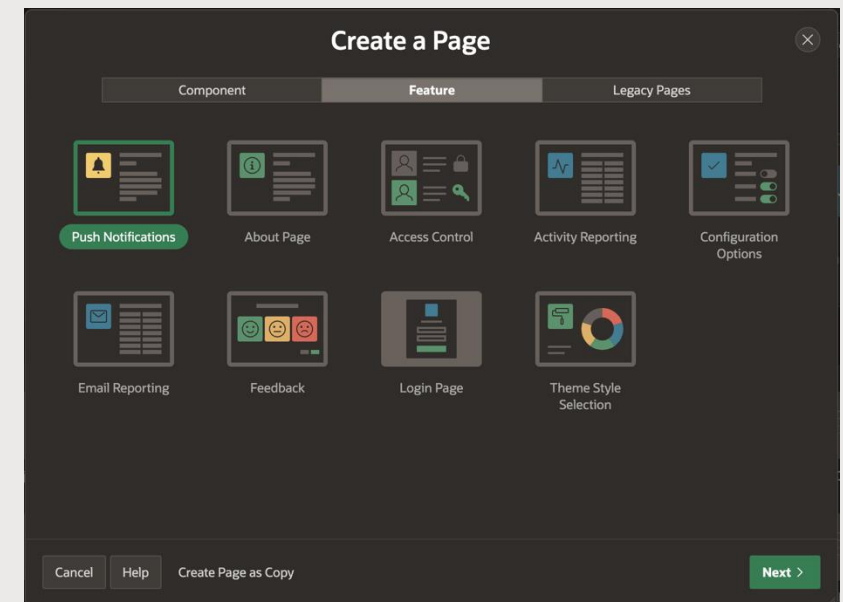 Create a Page
Component
Feature
Legacy Pages
Push Notifications
About Page
Access Control
Activity Reporting
Configuration
Options
Email Reporting
Feedback
Login Page
Theme Style
Selection
Cancel
Help
Create Page as Copy
Next